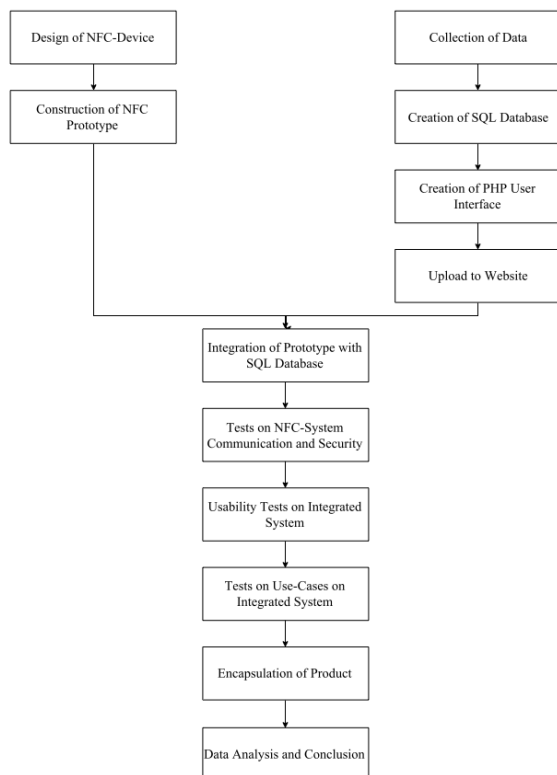 Design of NFC-Device
Construction of NFC
Prototype
Collection of Data
Creation of SQL Database
Creation of PHP User
Interface
Upload to Website
Integration of Prototype with
SQL Database
Tests on NFC-System
Communication and Security
Usability Tests on Integrated
System
Tests on Use-Cases on
Integrated System
Encapsulation of Product
Data Analysis and Conclusion